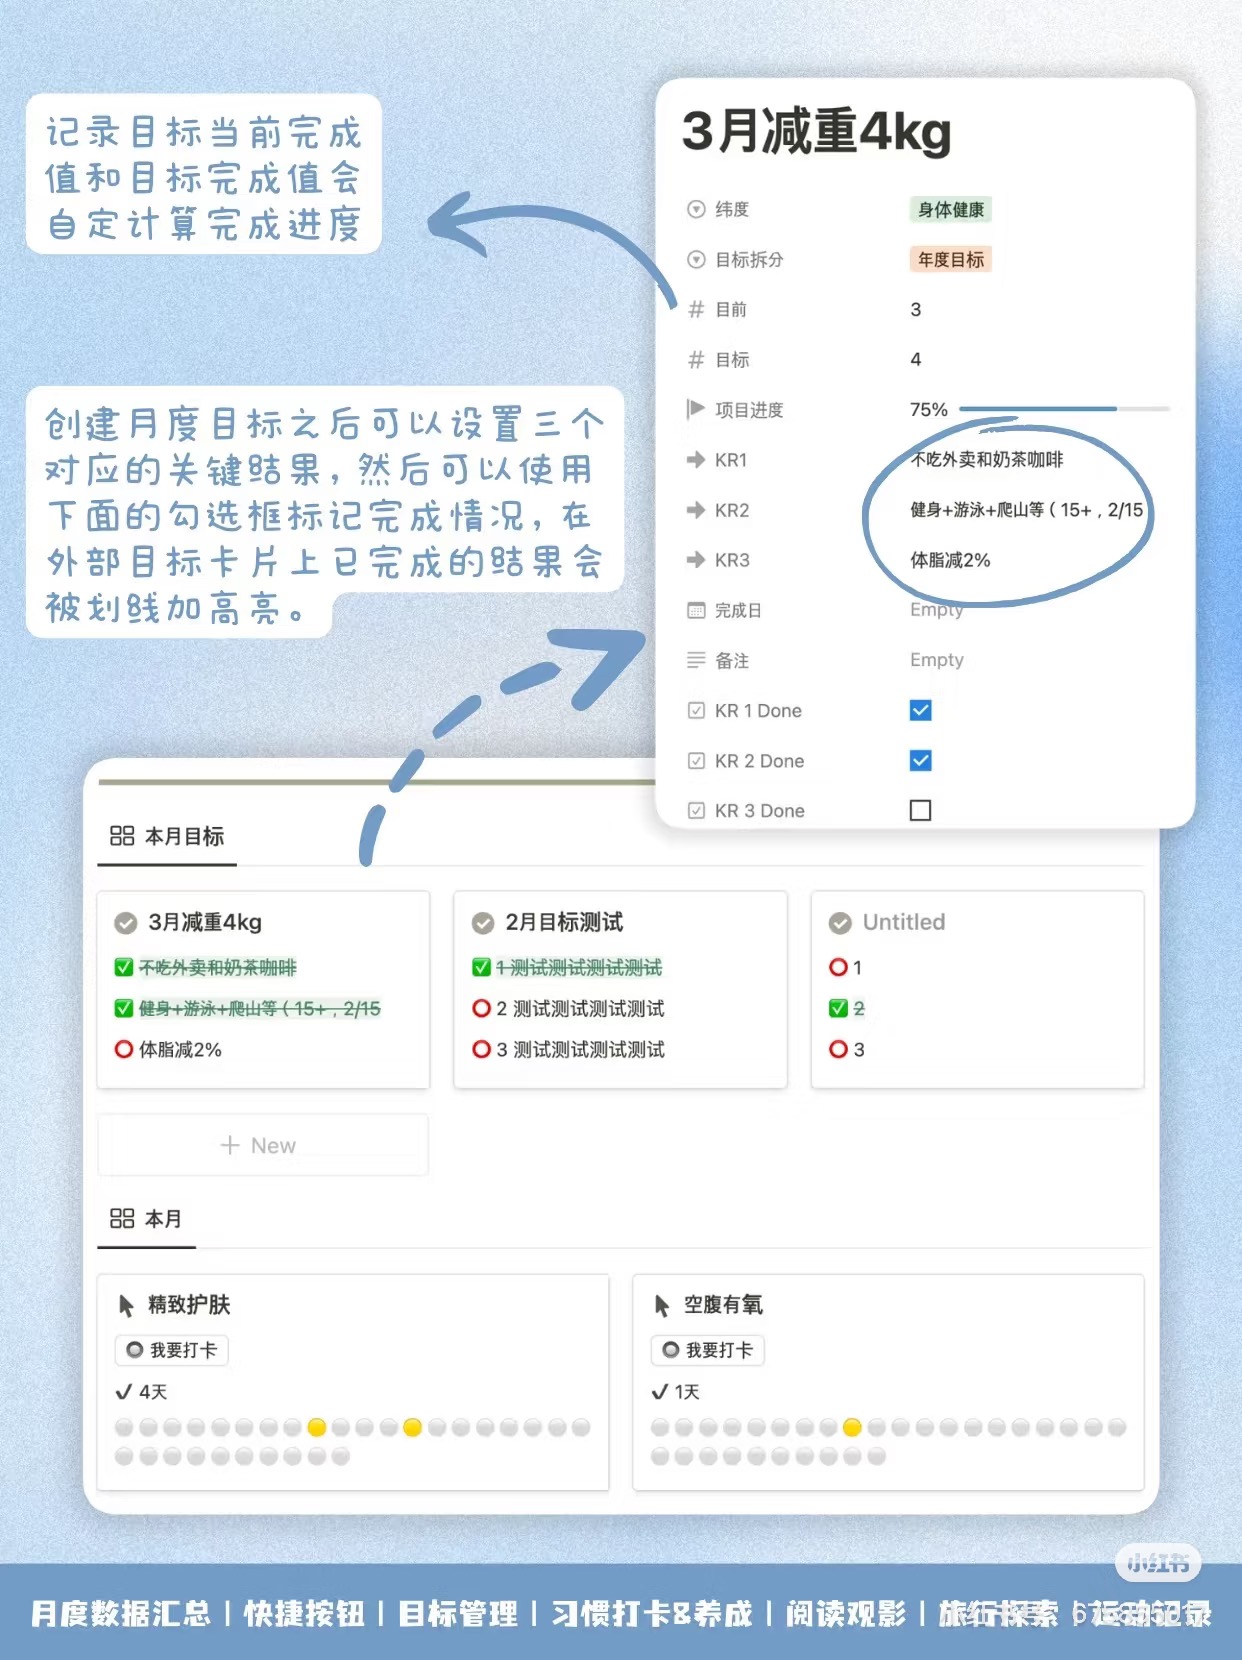 记录目标当前完成
值和目标完成值会
自定计算完成进度
创建月度目标之后可以设置三个
对应的关键结果，然后可以使用
下面的勾选框标记完成情况，在
外部目标卡片上已完成的结果会
被划线加高亮。
3月减重4kg
纬度 身体健康
目标拆分 年度目标
# 目前 3
# 目标 4
项目进度 75%
KR1 不吃外卖和奶茶咖啡
KR2 健身+游泳+爬山等（15+，2/15
KR3 体脂减2%
完成日 Empty
备注 Empty
KR 1 Done
KR 2 Done
KR 3 Done
本月目标
3月减重4kg
不吃外卖和奶茶咖啡
健身+游泳+爬山等（15+，2/15
体脂减2%
2月目标测试
1 测试测试测试测试
2 测试测试测试测试
3 测试测试测试测试
Untitled
1
2
3
+ New
本月
精致护肤
我要打卡
✓ 4天
空腹有氧
我要打卡
✓ 1天
小红书
月度数据汇总 | 快捷按钮 | 目标管理 | 习惯打卡&养成 | 阅读观影 | 旅行探索 | 运动记录